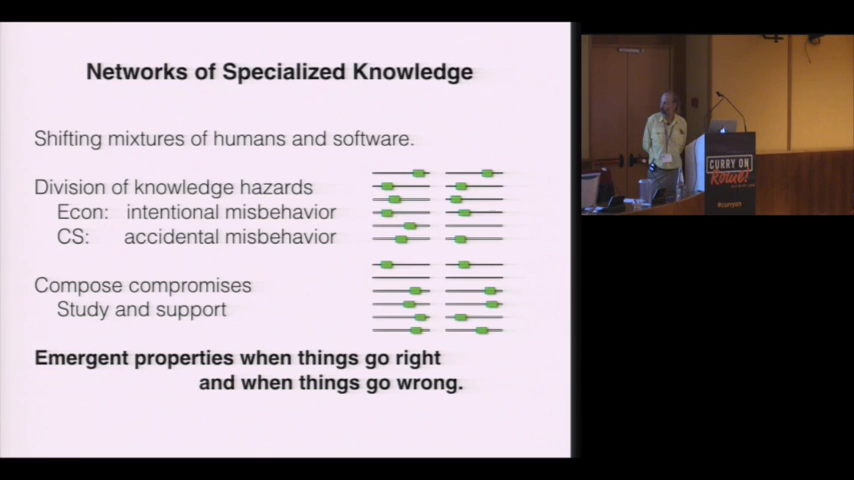 Networks of Specialized Knowledge
Shifting mixtures of humans and software.
Division of knowledge hazards
Econ: intentional misbehavior
CS: accidental misbehavior
Compose compromises
Study and support
Emergent properties when things go right
and when things go wrong.
CURRY ON
Rome!
#curryon